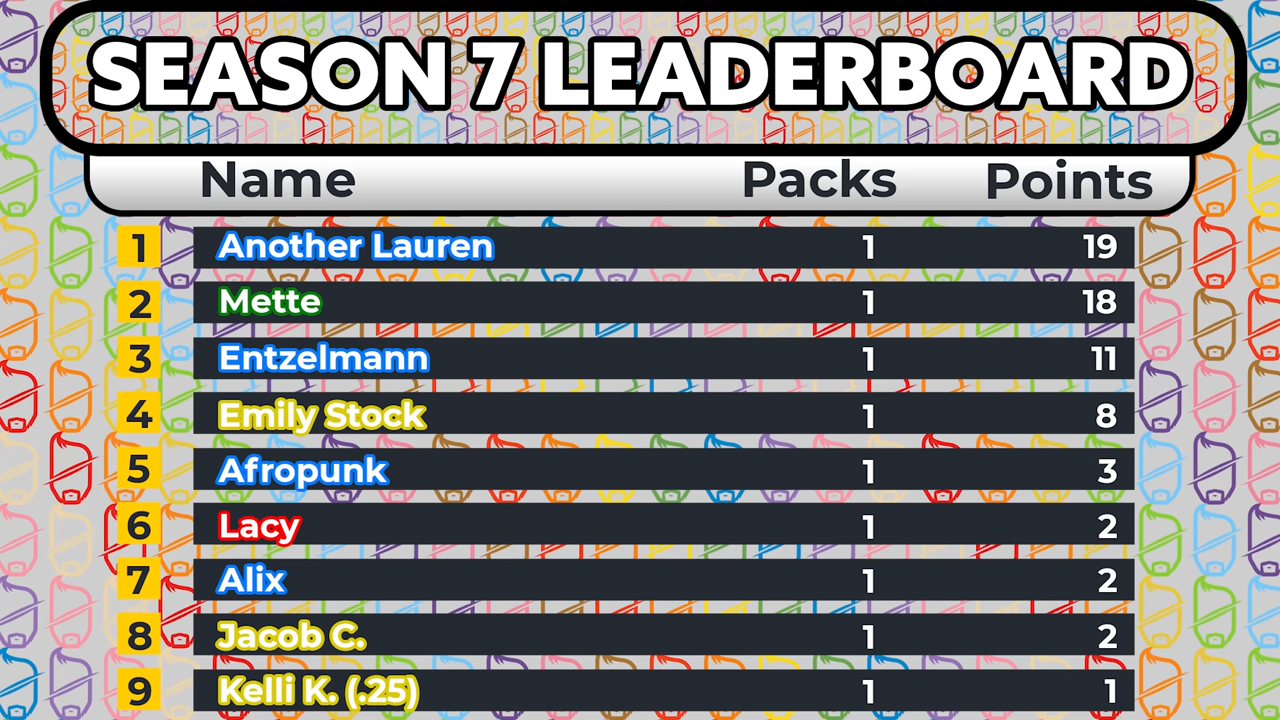 SEASON 7 LEADERBOARD
Name Packs Points
1 Another Lauren 1 19
2 Mette 1 18
3 Entzelmann 1 11
4 Emily Stock 1 8
5 Afropunk 1 3
6 Lacy 1 2
7 Alix 1 2
8 Jacob C. 1 2
9 Kelli K. (.25) 1 1